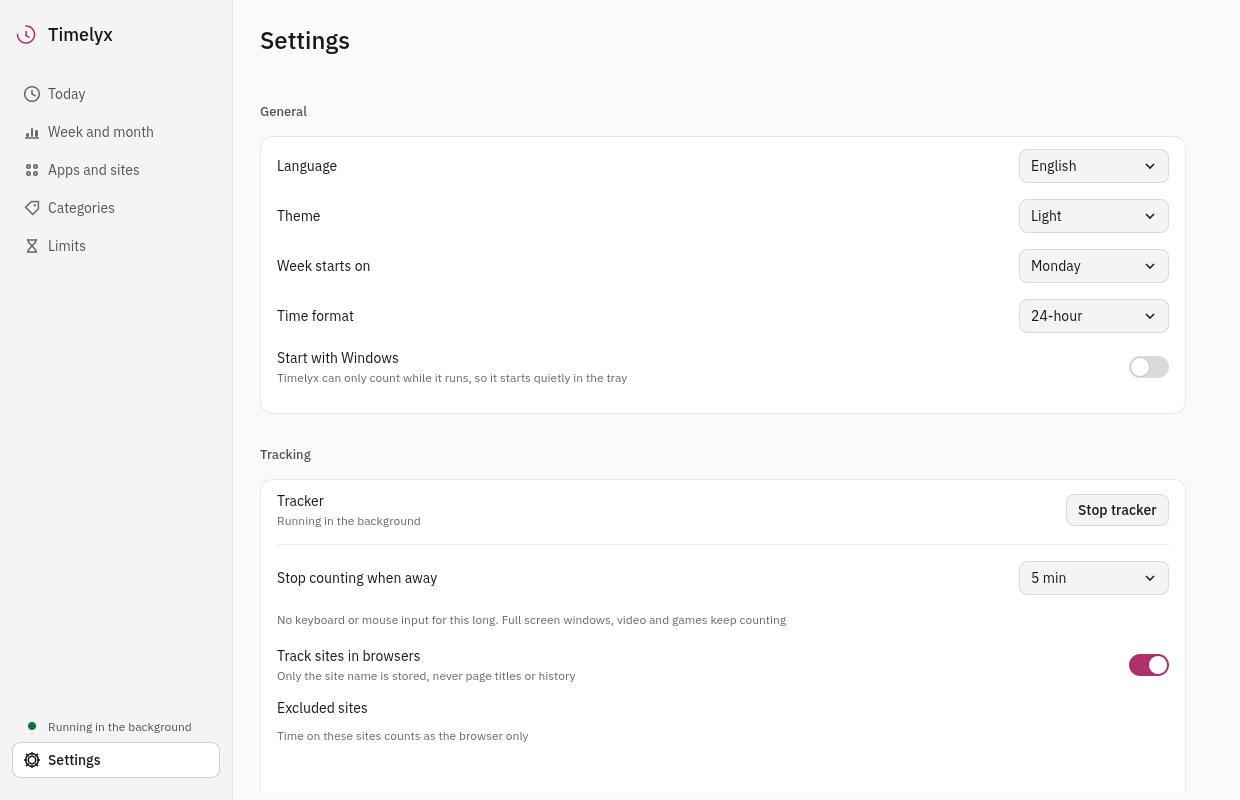 Timelyx
Today
Week and month
Apps and sites
Categories
Limits
Running in the background
Settings
Settings
General
Language
English
Theme
Light
Week starts on
Monday
Time format
24-hour
Start with Windows
Timelyx can only count while it runs, so it starts quietly in the tray
Tracking
Tracker
Running in the background
Stop tracker
Stop counting when away
5 min
No keyboard or mouse input for this long. Full screen windows, video and games keep counting
Track sites in browsers
Only the site name is stored, never page titles or history
Excluded sites
Time on these sites counts as the browser only